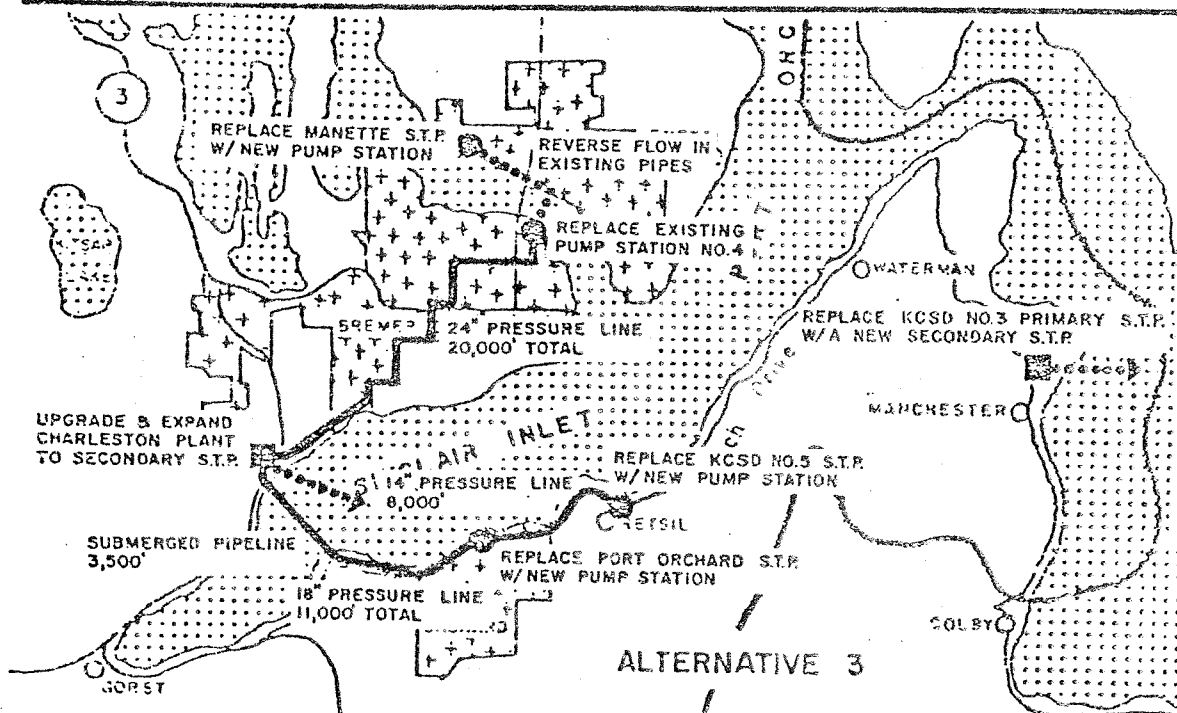 3
REPLACE MANETTE S.T.P.
W/ NEW PUMP STATION
REVERSE FLOW IN
EXISTING PIPES
REPLACE EXISTING
PUMP STATION NO.4
WATERMAN
REPLACE KCSD NO.3 PRIMARY S.T.P.
W/A NEW SECONDARY S.T.P.
24" PRESSURE LINE
20,000' TOTAL
MANCHESTER
UPGRADE & EXPAND
CHARLESTON PLANT
TO SECONDARY S.T.P.
SINCLAIR INLET
14" PRESSURE LINE
8,000'
REPLACE KCSD NO.5 S.T.P.
W/NEW PUMP STATION
RETSIL
SUBMERGED PIPELINE
3,500'
REPLACE PORT ORCHARD S.T.P.
W/NEW PUMP STATION
18" PRESSURE LINE
11,000' TOTAL
COLBY
GORST
ALTERNATIVE 3